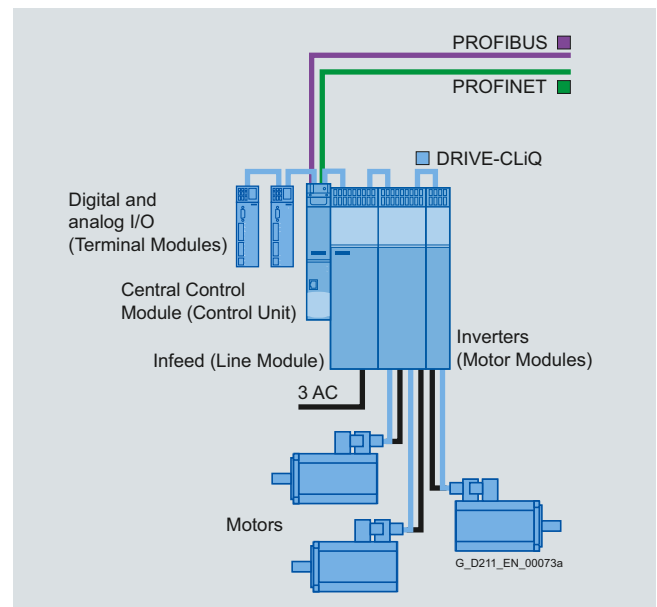 PROFIBUS
PROFINET
DRIVE-CLiQ
Digital and
analog I/O
(Terminal Modules)
Central Control
Module (Control Unit)
Infeed (Line Module)
Inverters
(Motor Modules)
3 AC
Motors
G_D211_EN_00073a